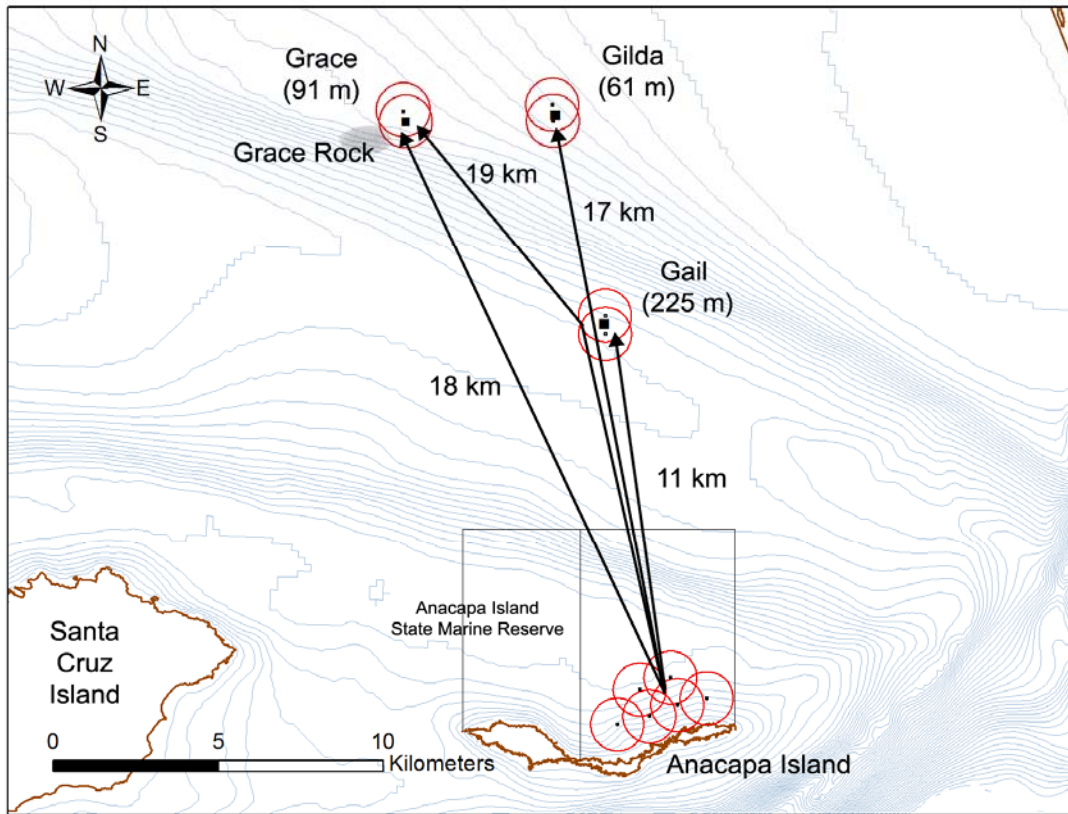 N
W
E
S
Grace
(91 m)
Gilda
(61 m)
Grace Rock
19 km
17 km
Gail
(225 m)
18 km
11 km
Anacapa Island
State Marine Reserve
Santa
Cruz
Island
0 5 10
Kilometers
Anacapa Island